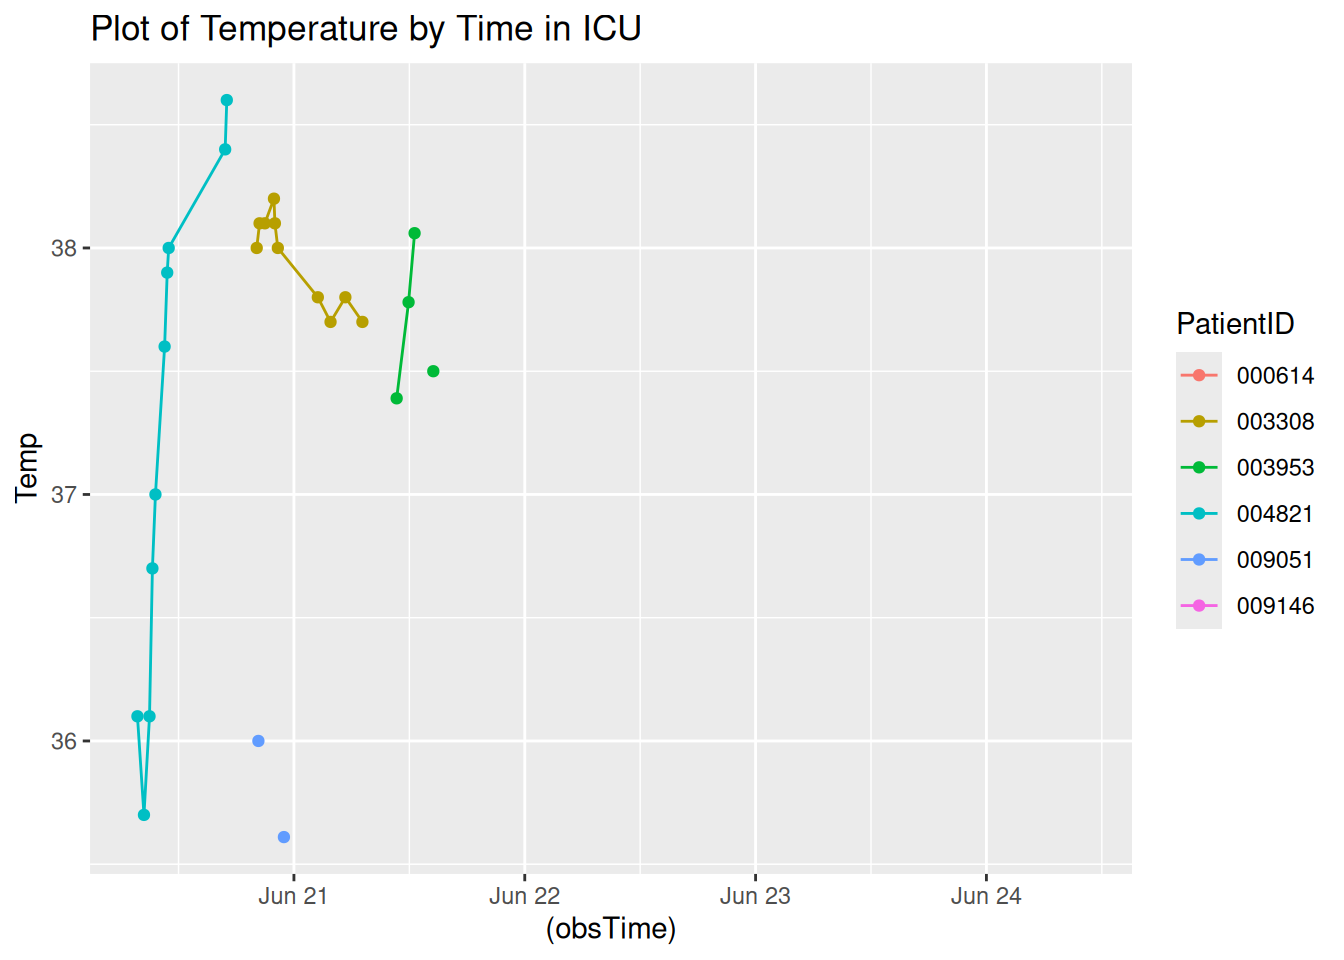 Plot of Temperature by Time in ICU
38
37
36
Temp
Jun 21
Jun 22
Jun 23
Jun 24
(obsTime)
PatientID
000614
003308
003953
004821
009051
009146